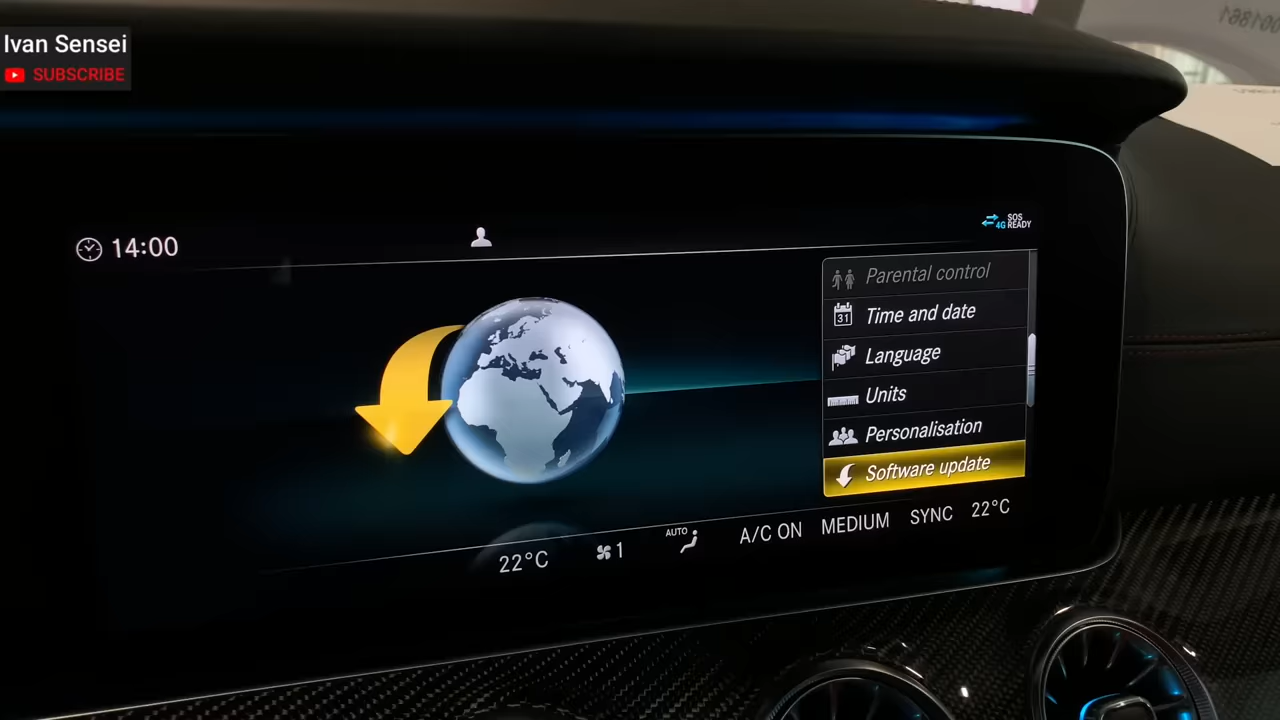 Ivan Sensei
SUBSCRIBE
14:00
4G
SOS
READY
Parental control
31
Time and date
Language
Units
Personalisation
Software update
22°C
1
AUTO
A/C ON
MEDIUM
SYNC
22°C